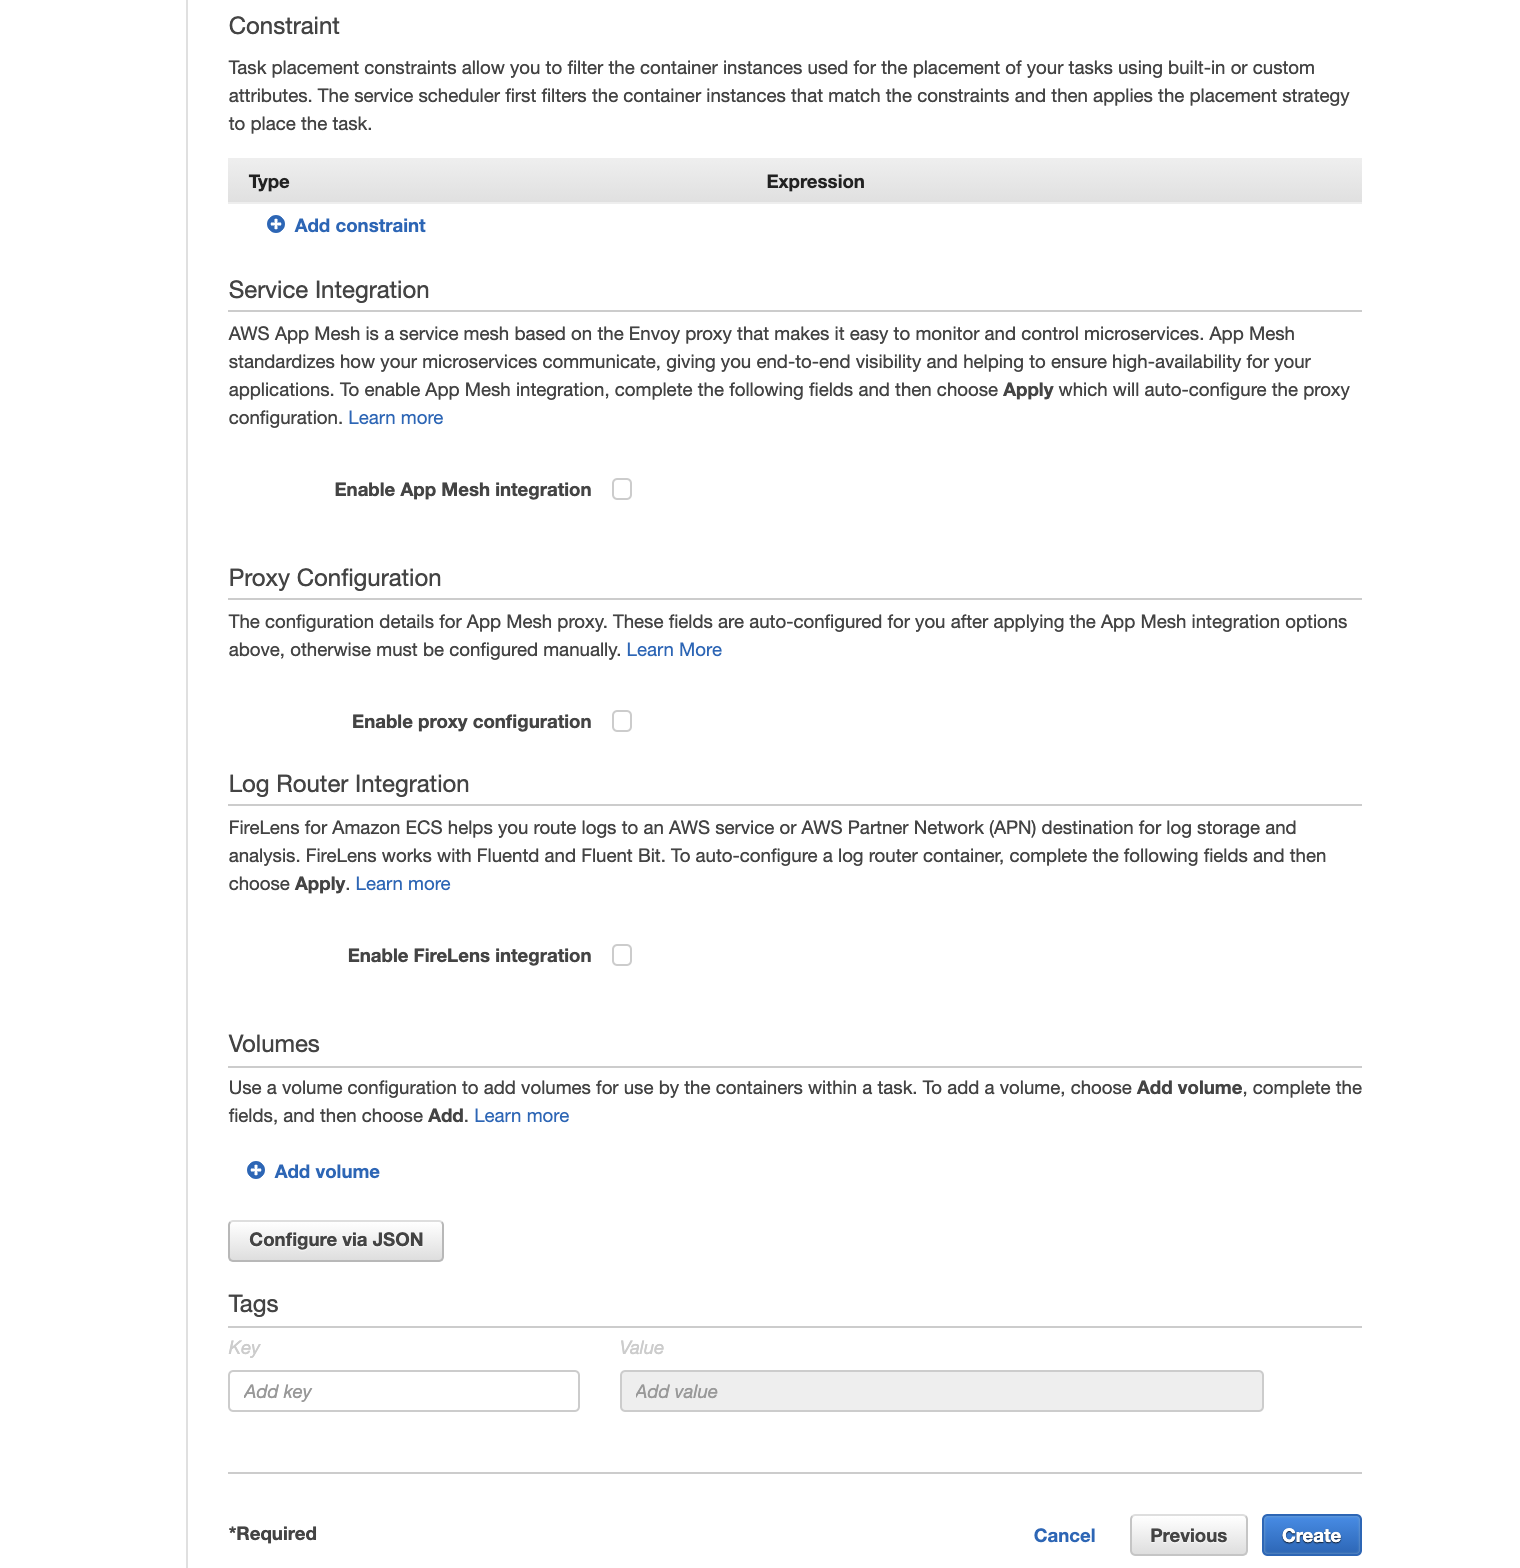 Constraint
Task placement constraints allow you to filter the container instances used for the placement of your tasks using built-in or custom
attributes. The service scheduler first filters the container instances that match the constraints and then applies the placement strategy
to place the task.
Type Expression
Add constraint
Service Integration
AWS App Mesh is a service mesh based on the Envoy proxy that makes it easy to monitor and control microservices. App Mesh
standardizes how your microservices communicate, giving you end-to-end visibility and helping to ensure high-availability for your
applications. To enable App Mesh integration, complete the following fields and then choose Apply which will auto-configure the proxy
configuration. Learn more
Enable App Mesh integration
Proxy Configuration
The configuration details for App Mesh proxy. These fields are auto-configured for you after applying the App Mesh integration options
above, otherwise must be configured manually. Learn More
Enable proxy configuration
Log Router Integration
FireLens for Amazon ECS helps you route logs to an AWS service or AWS Partner Network (APN) destination for log storage and
analysis. FireLens works with Fluentd and Fluent Bit. To auto-configure a log router container, complete the following fields and then
choose Apply. Learn more
Enable FireLens integration
Volumes
Use a volume configuration to add volumes for use by the containers within a task. To add a volume, choose Add volume, complete the
fields, and then choose Add. Learn more
Add volume
Configure via JSON
Tags
Key Value
Add key Add value
*Required Cancel Previous Create